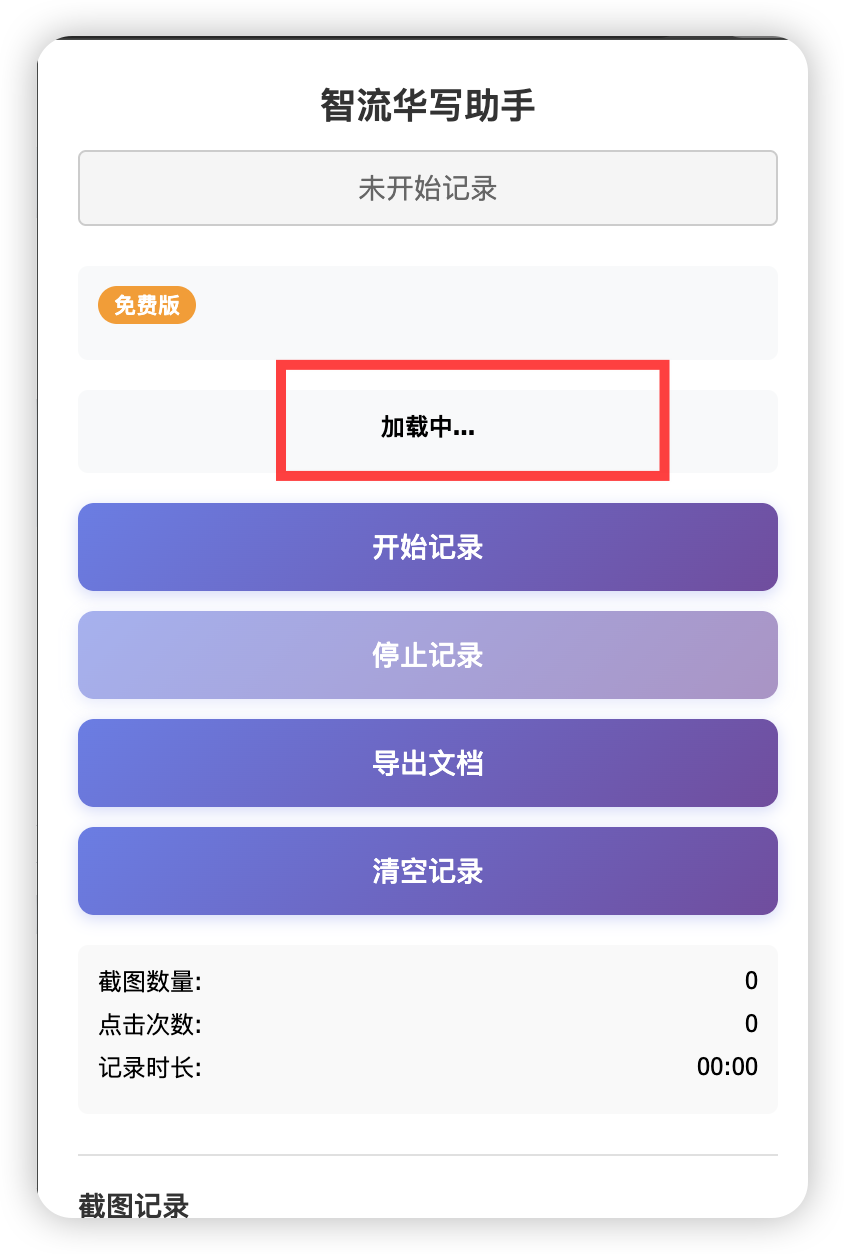 智流华写助手
未开始记录
免费版
加载中...
开始记录
停止记录
导出文档
清空记录
截图数量: 0
点击次数: 0
记录时长: 00:00
截图记录